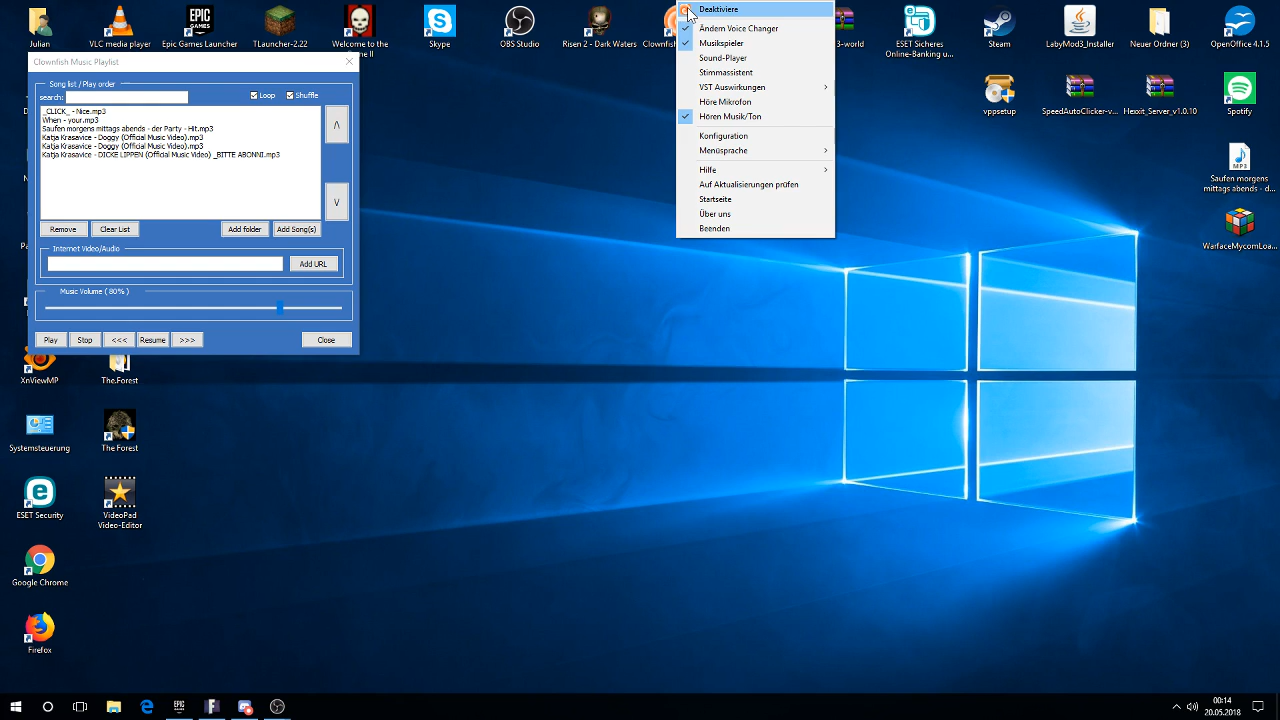 Julian
VLC media player
Epic Games Launcher
TLauncher-2.22
Welcome to the
Skype
OBS Studio
Risen 2 - Dark Waters
Clownfish
ESET Sicheres
Online-Banking u...
Steam
LabyMod3_Installer
Neuer Ordner (3)
OpenOffice 4.1.5
Clownfish Music Playlist
Song list / Play order
search:
Loop
Shuffle
_CLICK_ - Nice.mp3
When - your.mp3
Saufen morgens mittags abends - der Party - Hit.mp3
Katja Krasavice - Doggy (Official Music Video).mp3
Katja Krasavice - Doggy (Official Music Video).mp3
Katja Krasavice - DICKE LIPPEN (Official Music Video) _BITTE ABONNI.mp3
Remove
Clear List
Add folder
Add Song(s)
Internet Video/Audio
Add URL
Music Volume ( 80% )
Play
Stop
<<<
Resume
>>>
Close
Deaktiviere
Ändern Voice Changer
Musikspieler
Sound-Player
Stimmassistent
VST Auswirkungen
Höre Mikrofon
Hören Musik/Ton
Konfiguration
Menüsprache
Hilfe
Auf Aktualisierungen prüfen
Startseite
Über uns
Beenden
vppsetup
SpeedAutoClicker-v...
Spotify
Saufen morgens
mittags abends - d...
WarfaceMycomLoa...
XnViewMP
The.Forest
Systemsteuerung
The Forest
ESET Security
VideoPad
Video-Editor
Google Chrome
Firefox
00:14
20.05.2018